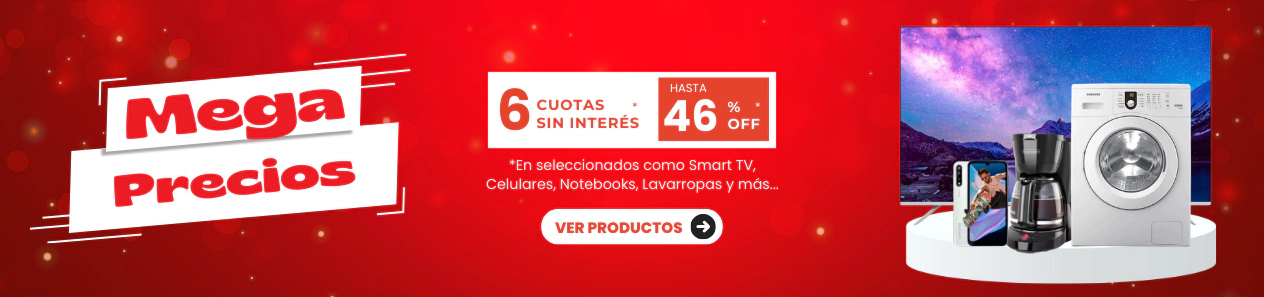 Mega
Precios
6 CUOTAS *
SIN INTERÉS
HASTA
46 % *
OFF
*En seleccionados como Smart TV,
Celulares, Notebooks, Lavarropas y más...
VER PRODUCTOS
SAMSUNG